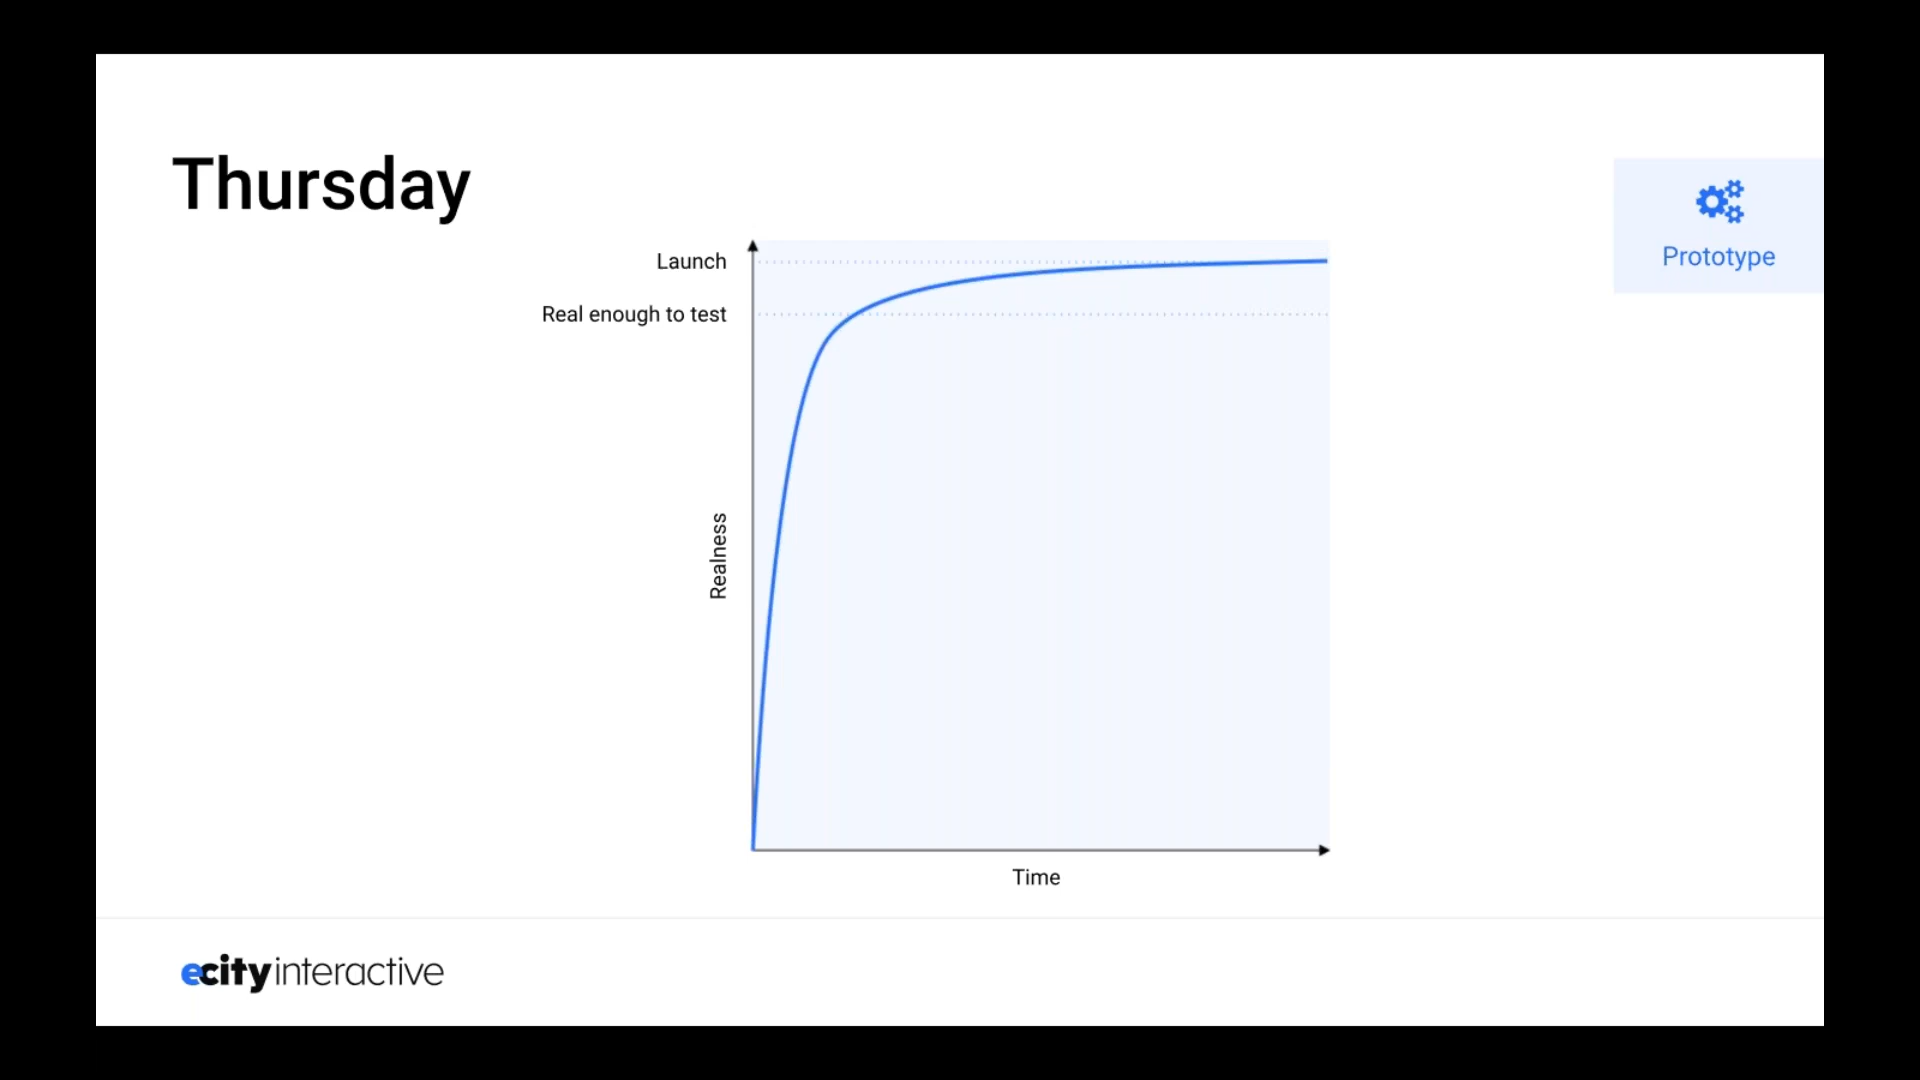 Thursday
Prototype
Launch
Real enough to test
Realness
Time
ecityinteractive